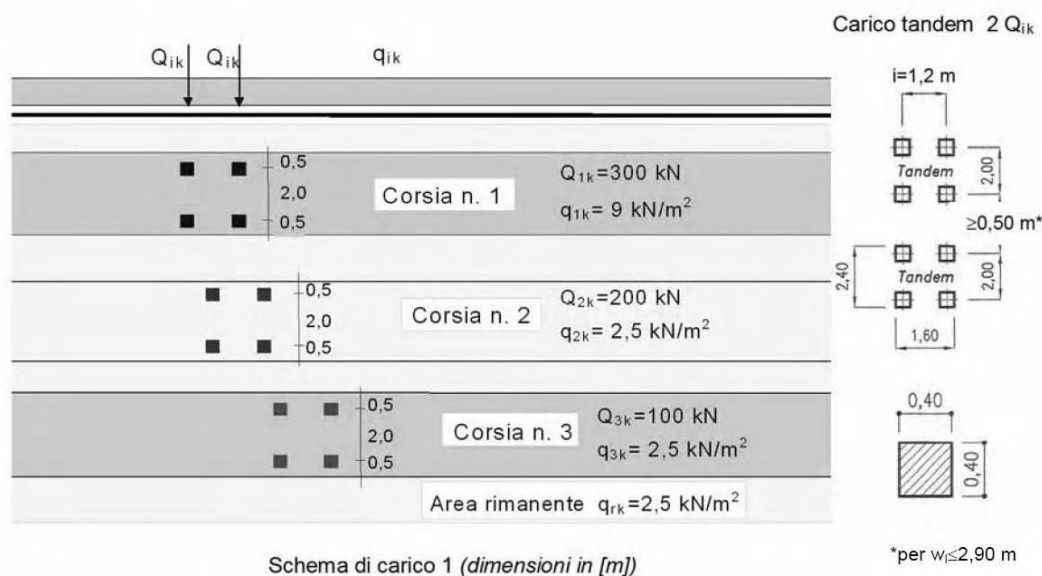 Carico tandem 2 Qik
Qik Qik qik
i=1,2 m
0,5
2,0
0,5
Corsia n. 1
Q1k=300 kN
q1k= 9 kN/m²
Tandem
2,00
≥0,50 m*
0,5
2,0
0,5
Corsia n. 2
Q2k=200 kN
q2k= 2,5 kN/m²
2,40
Tandem
2,00
1,60
0,5
2,0
0,5
Corsia n. 3
Q3k=100 kN
q3k= 2,5 kN/m²
0,40
0,40
Area rimanente qrk=2,5 kN/m²
Schema di carico 1 (dimensioni in [m])
*per wl≤2,90 m